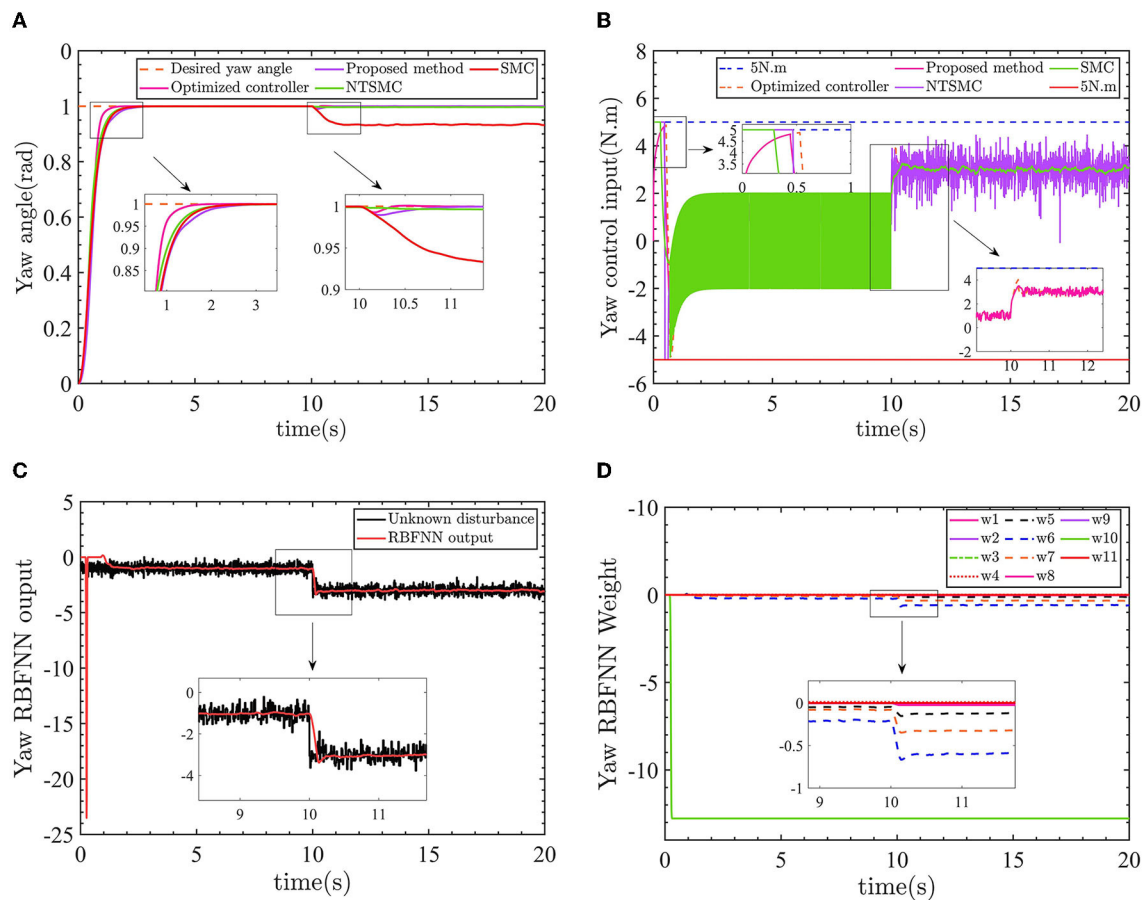 A
Yaw angle(rad)
0
1
0.8
0.6
0.4
0.2
0
Desired yaw angle
Proposed method
SMC
Optimized controller
NTSMC
1
0.95
0.9
0.85
1
2
3
1
0.95
0.9
10
10.5
11
0
5
10
15
20
time(s)
B
Yaw control input(N.m)
8
6
4
2
0
-2
-4
-6
5N.m
Proposed method
SMC
Optimized controller
NTSMC
5N.m
5
4.5
4
3.5
0
0.5
1
4
2
0
-2
10
11
12
0
5
10
15
20
time(s)
C
Yaw RBFNN ouput
5
0
-5
-10
-15
-20
-25
Unknown disturbance
RBFNN output
0
-2
-4
9
10
11
0
5
10
15
20
time(s)
D
Yaw RBFNN Weight
-10
0
-5
-10
w1
w5
w9
w2
w6
w10
w3
w7
w11
w4
w8
0
-0.5
-1
9
10
11
0
5
10
15
20
time(s)